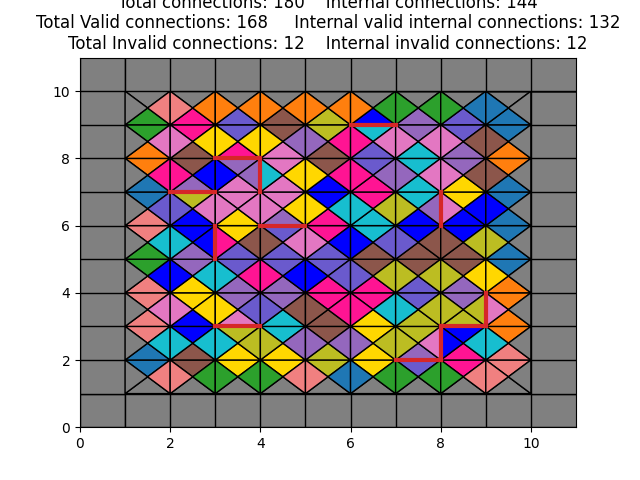 Total connections: 180 Internal connections: 144
Total Valid connections: 168 Internal valid internal connections: 132
Total Invalid connections: 12 Internal invalid connections: 12
10
8
6
4
2
0
0 2 4 6 8 10